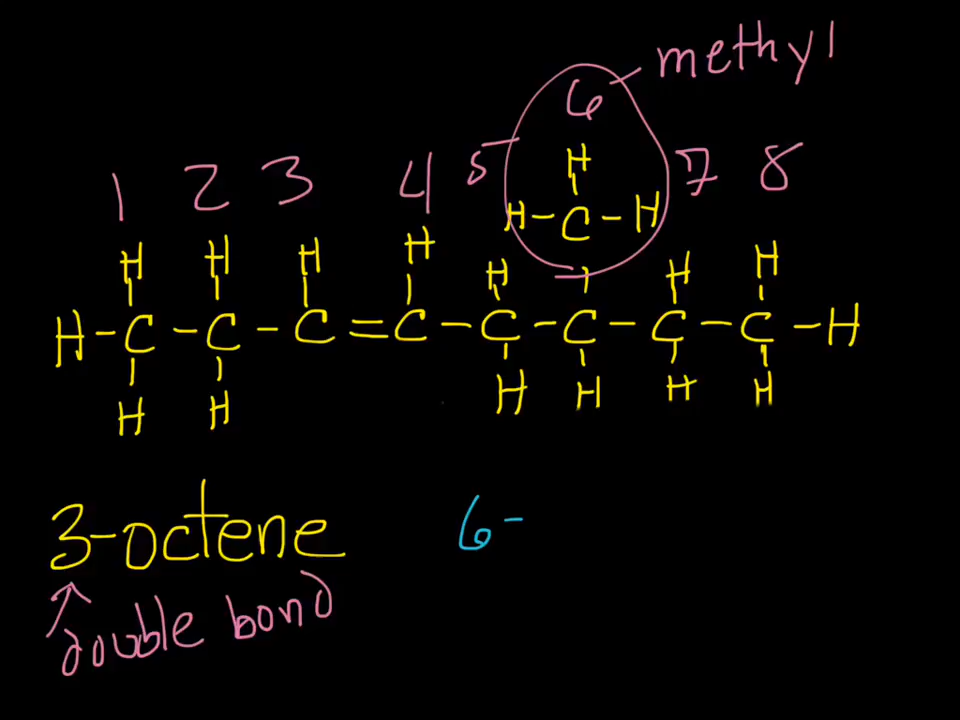 methyl
6
1 2 3 4 5 7 8
H
H H H H H-C-H
H H H
H-C-C-C=C-C-C-C-C-H
H H H H H H
3-octene 6-
double bond